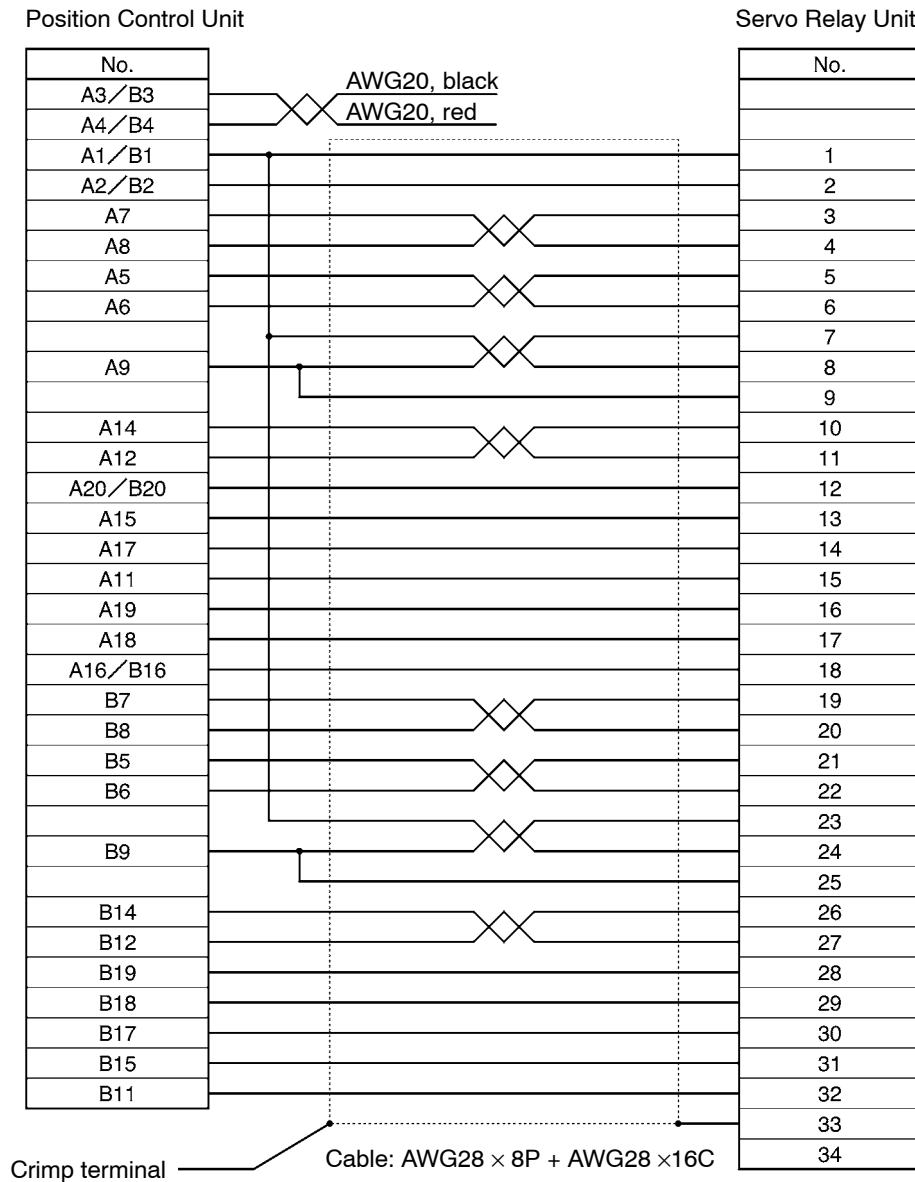 Position Control Unit Servo Relay Unit
No. No.
A3／B3 AWG20, black
A4／B4 AWG20, red
A1／B1 1
A2／B2 2
A7 3
A8 4
A5 5
A6 6
7
A9 8
9
A14 10
A12 11
A20／B20 12
A15 13
A17 14
A11 15
A19 16
A18 17
A16／B16 18
B7 19
B8 20
B5 21
B6 22
23
B9 24
25
B14 26
B12 27
B19 28
B18 29
B17 30
B15 31
B11 32
33
Crimp terminal Cable: AWG28 × 8P + AWG28 ×16C 34